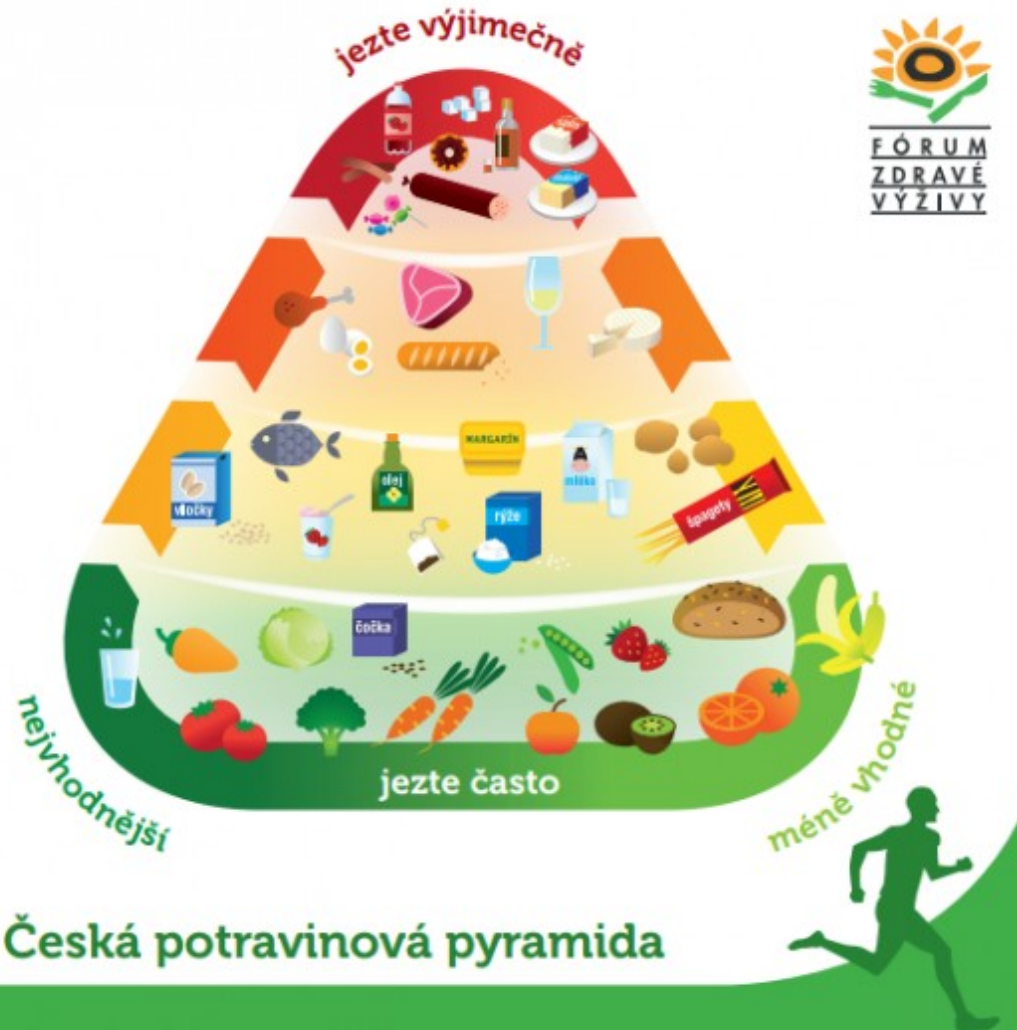 jezte výjimečně
FÓRUM
ZDRAVÉ
VÝŽIVY
MARGARÍN
olej
mléko
vločky
rýže
špagety
čočka
nejvhodnější
jezte často
méně vhodné
Česká potravinová pyramida